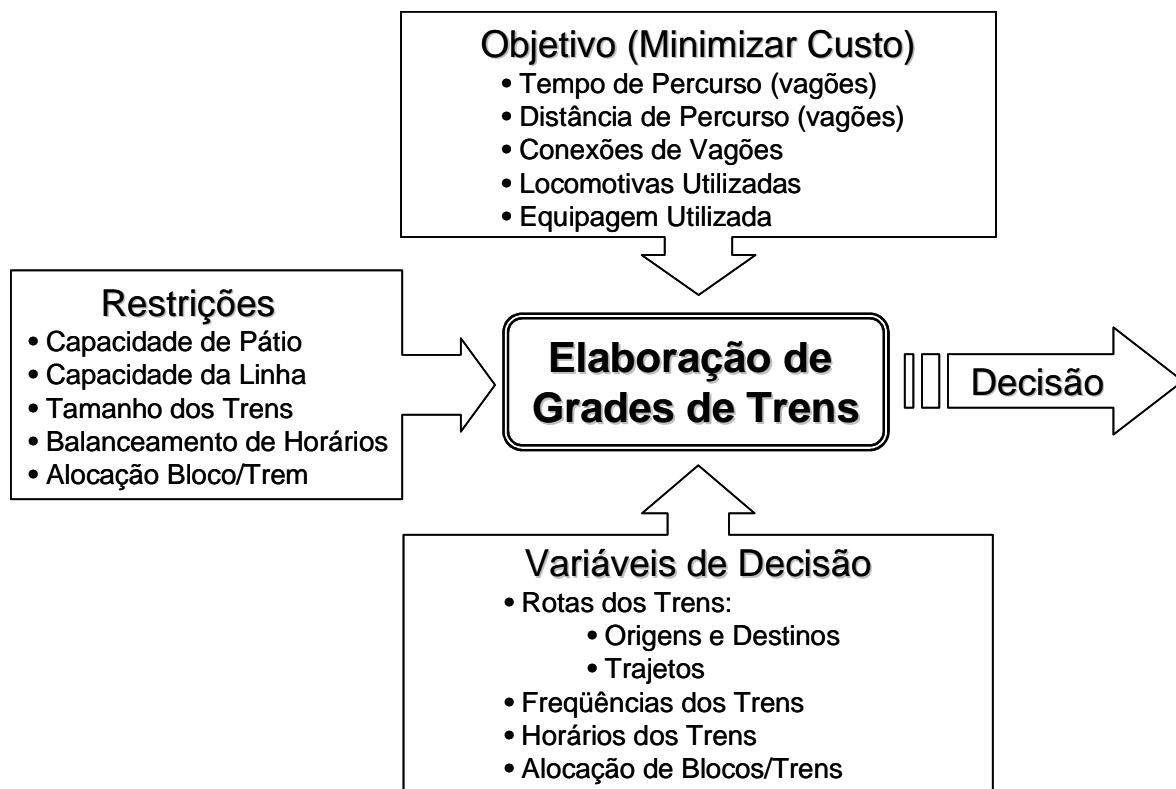 Objetivo (Minimizar Custo)
• Tempo de Percurso (vagões)
• Distância de Percurso (vagões)
• Conexões de Vagões
• Locomotivas Utilizadas
• Equipagem Utilizada
Restrições
• Capacidade de Pátio
• Capacidade da Linha
• Tamanho dos Trens
• Balanceamento de Horários
• Alocação Bloco/Trem
Elaboração de
Grades de Trens
Decisão
Variáveis de Decisão
• Rotas dos Trens:
• Origens e Destinos
• Trajetos
• Freqüências dos Trens
• Horários dos Trens
• Alocação de Blocos/Trens